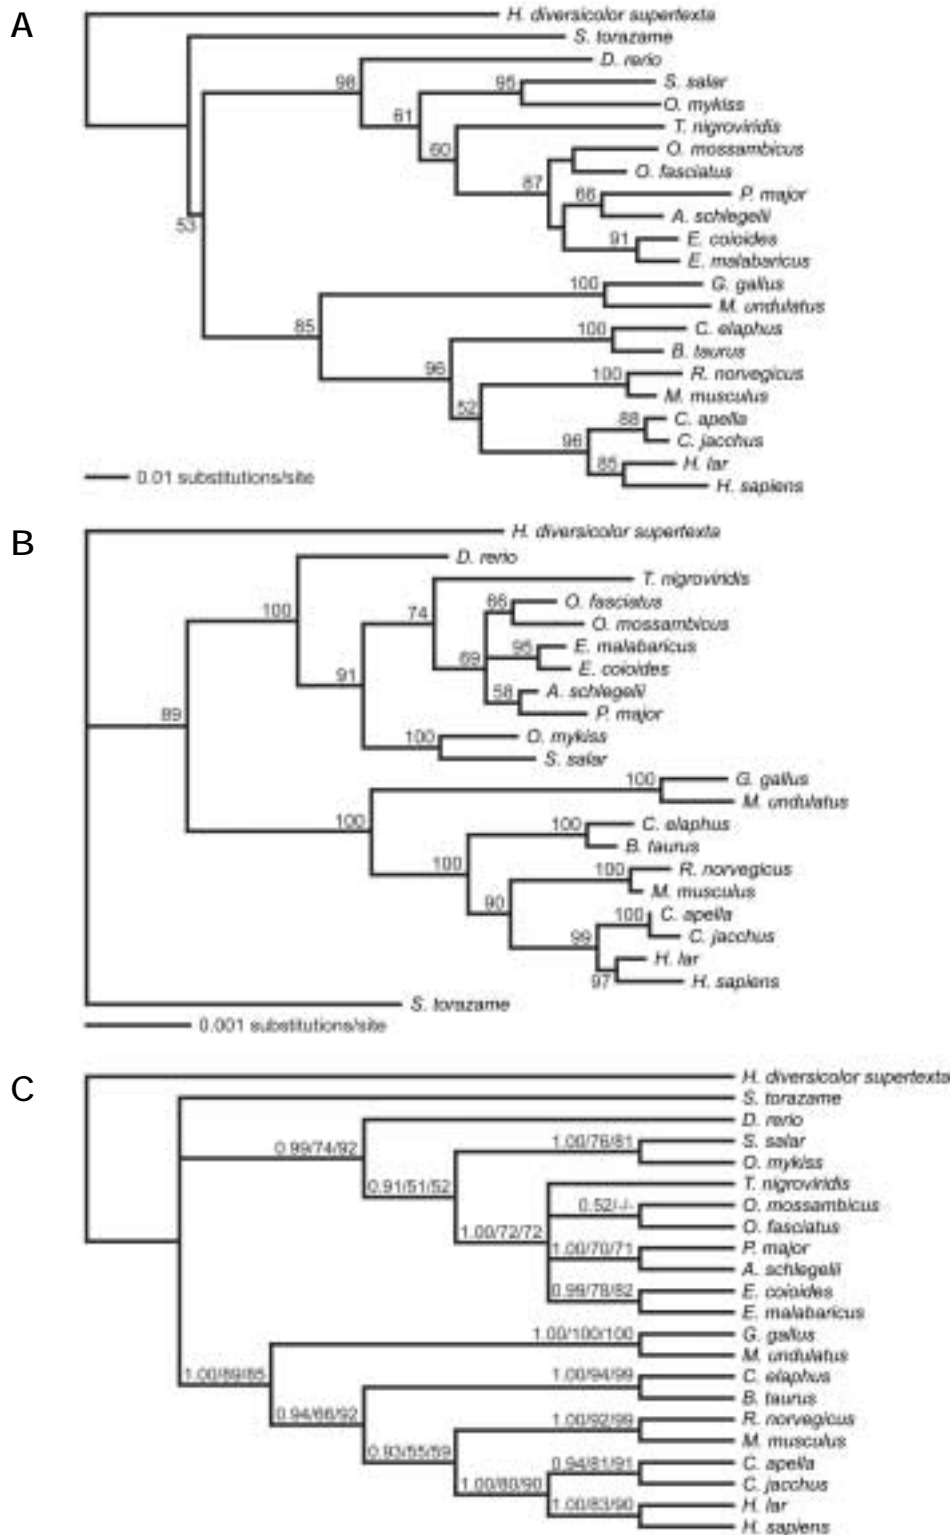 A
H. diversicolor supertexta
S. torazame
D. rerio
98
95
S. salar
O. mykiss
61
T. nigroviridis
60
O. mossambicus
O. fasciatus
87
68
P. major
A. schlegelii
53
91
E. coioides
E. malabaricus
100
G. gallus
M. undulatus
85
100
C. elaphus
B. taurus
96
100
R. norvegicus
M. musculus
52
88
C. apella
C. jacchus
96
85
H. lar
H. sapiens
0.01 substitutions/site
B
H. diversicolor supertexta
D. rerio
T. nigroviridis
100
74
66
O. fasciatus
O. mossambicus
95
E. malabaricus
E. coioides
69
91
58
A. schlegelii
P. major
89
100
O. mykiss
S. salar
100
G. gallus
M. undulatus
100
100
C. elaphus
B. taurus
100
100
R. norvegicus
M. musculus
90
100
C. apella
C. jacchus
99
H. lar
97
H. sapiens
S. torazame
0.001 substitutions/site
C
H. diversicolor supertexta
S. torazame
D. rerio
0.99/74/92
1.00/76/81
S. salar
O. mykiss
0.91/51/52
T. nigroviridis
0.52/-/-
O. mossambicus
O. fasciatus
1.00/72/72
1.00/70/71
P. major
A. schlegelii
0.99/78/82
E. coioides
E. malabaricus
1.00/100/100
G. gallus
M. undulatus
1.00/89/85
1.00/94/99
C. elaphus
B. taurus
0.94/66/92
1.00/92/99
R. norvegicus
M. musculus
0.93/55/59
0.94/81/91
C. apella
C. jacchus
1.00/80/90
1.00/83/90
H. lar
H. sapiens